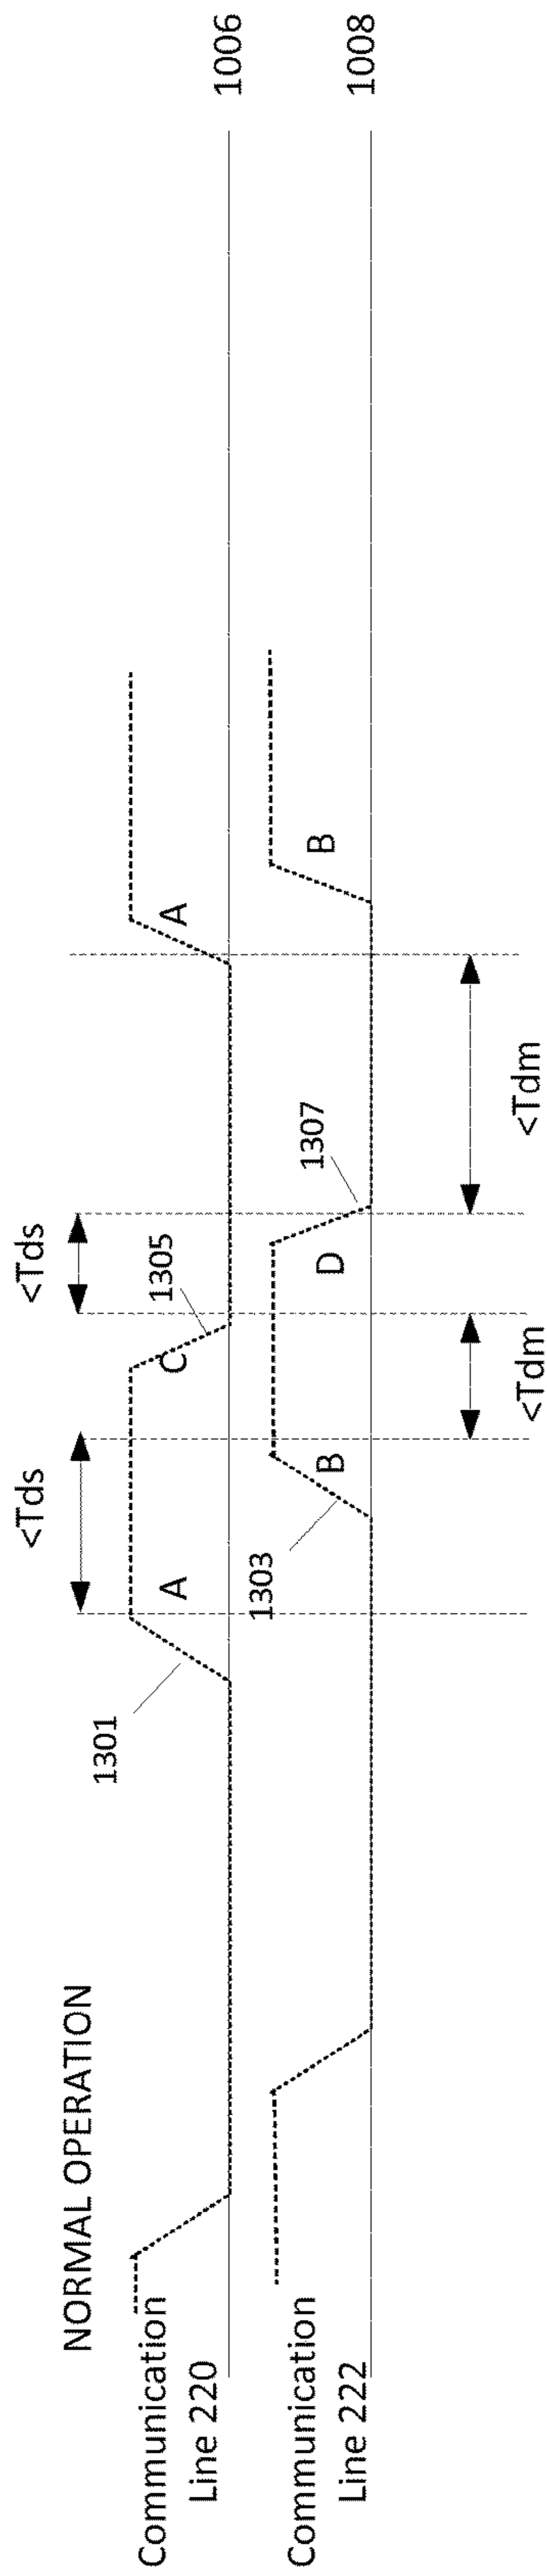 NORMAL OPERATION
<Tds
<Tds
Communication
Line 220
1301
A
C
1305
A
1006
Communication
Line 222
1303
B
D
1307
B
1008
<Tdm
<Tdm